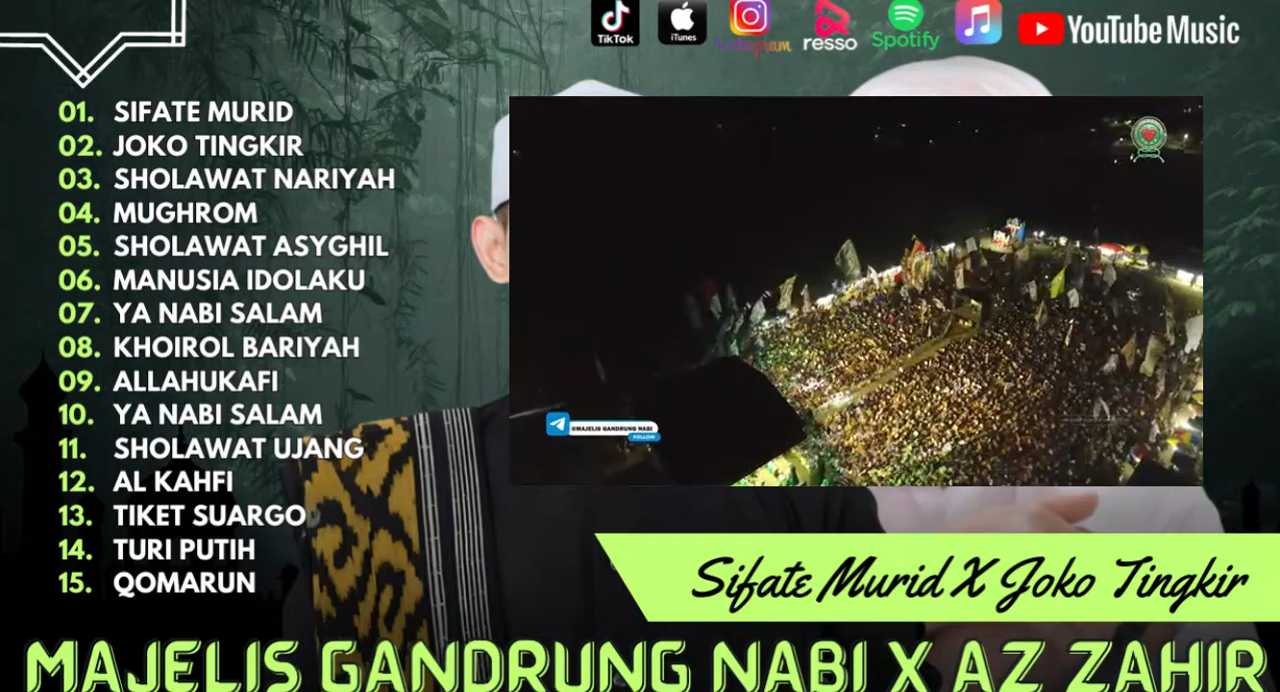 TikTok
iTunes
Instagram
resso
Spotify
YouTube Music
01. SIFATE MURID
02. JOKO TINGKIR
03. SHOLAWAT NARIYAH
04. MUGHROM
05. SHOLAWAT ASYGHIL
06. MANUSIA IDOLAKU
07. YA NABI SALAM
08. KHOIROL BARIYAH
09. ALLAHUKAFI
10. YA NABI SALAM
11. SHOLAWAT UJANG
12. AL KAHFI
13. TIKET SUARGO
14. TURI PUTIH
15. QOMARUN
@MAJELIS GANDRUNG NABI
FOLLOW
Sifate Murid X Joko Tingkir
MAJELIS GANDRUNG NABI X AZ ZAHIR